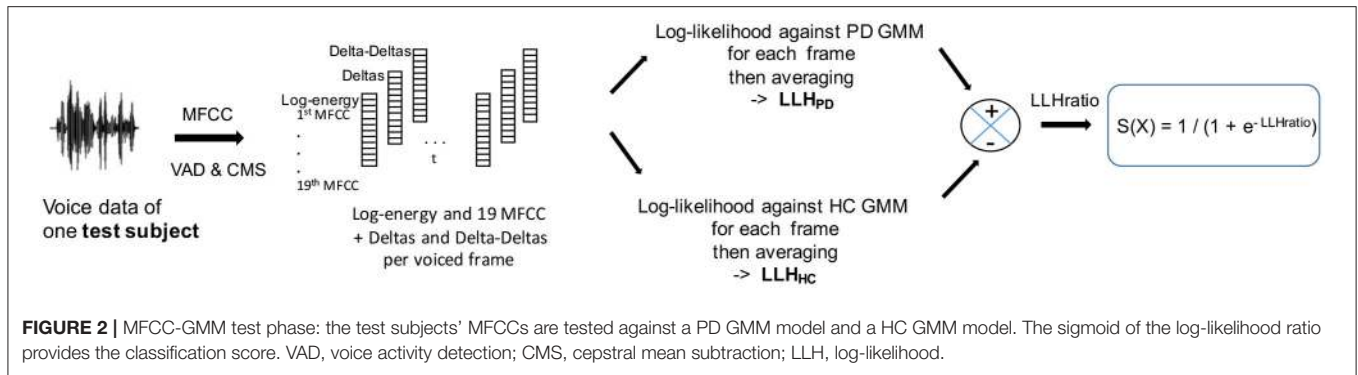 Voice data of
one test subject
MFCC
VAD & CMS
Delta-Deltas
Deltas
Log-energy
1st MFCC
.
.
.
19th MFCC
. . .
t
Log-energy and 19 MFCC
+ Deltas and Delta-Deltas
per voiced frame
Log-likelihood against PD GMM
for each frame
then averaging
-> LLHPD
Log-likelihood against HC GMM
for each frame
then averaging
-> LLHHC
+
-
LLHratio
S(X) = 1 / (1 + e-LLHratio)
FIGURE 2 | MFCC-GMM test phase: the test subjects' MFCCs are tested against a PD GMM model and a HC GMM model. The sigmoid of the log-likelihood ratio
provides the classification score. VAD, voice activity detection; CMS, cepstral mean subtraction; LLH, log-likelihood.